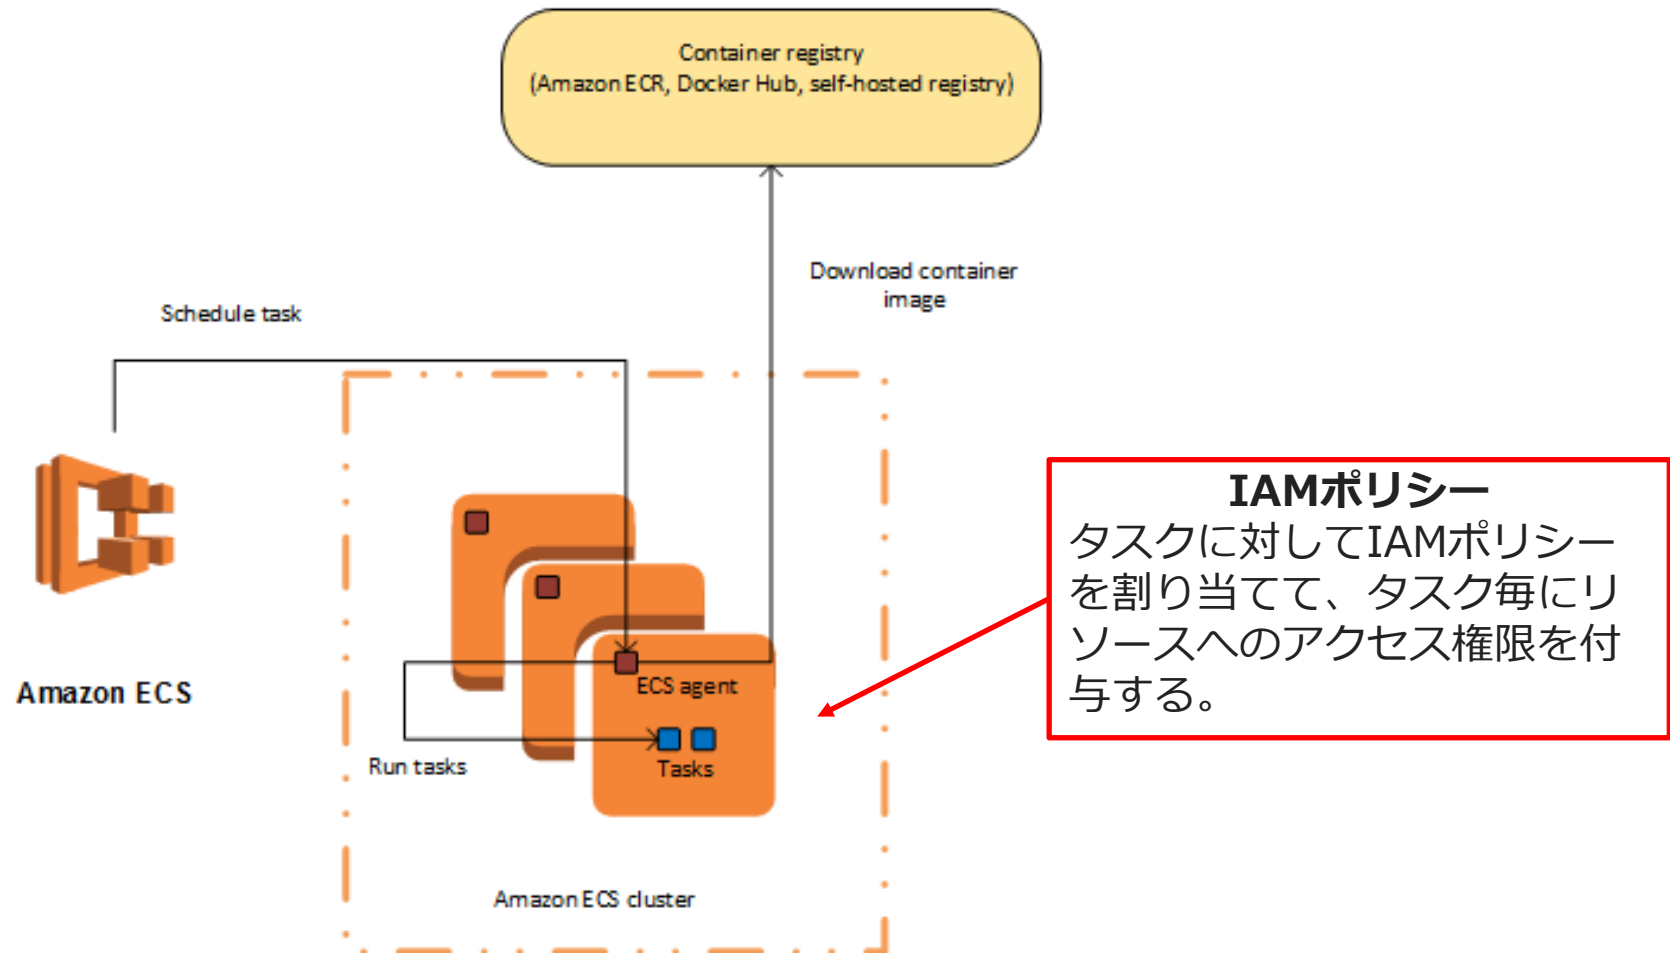 Container registry
(Amazon ECR, Docker Hub, self-hosted registry)
Download container
image
Schedule task
IAMポリシー
タスクに対してIAMポリシー
を割り当てて、タスク毎にリ
ソースへのアクセス権限を付
与する。
ECS agent
Amazon ECS
Run tasks
Tasks
Amazon ECS cluster